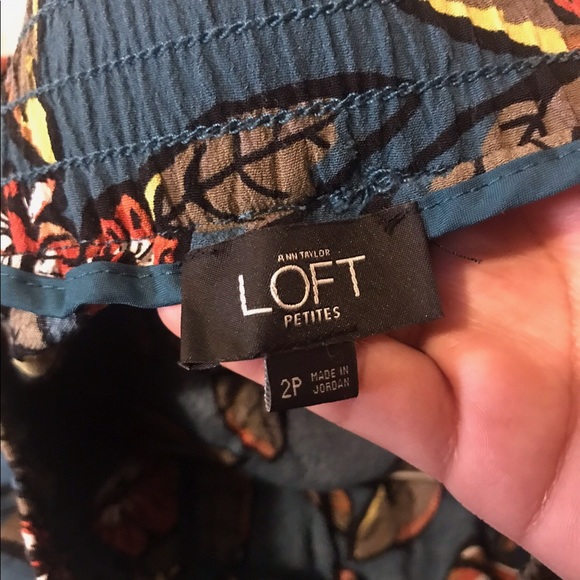 ANN TAYLOR
LOFT
PETITES
2P
MADE IN
JORDAN